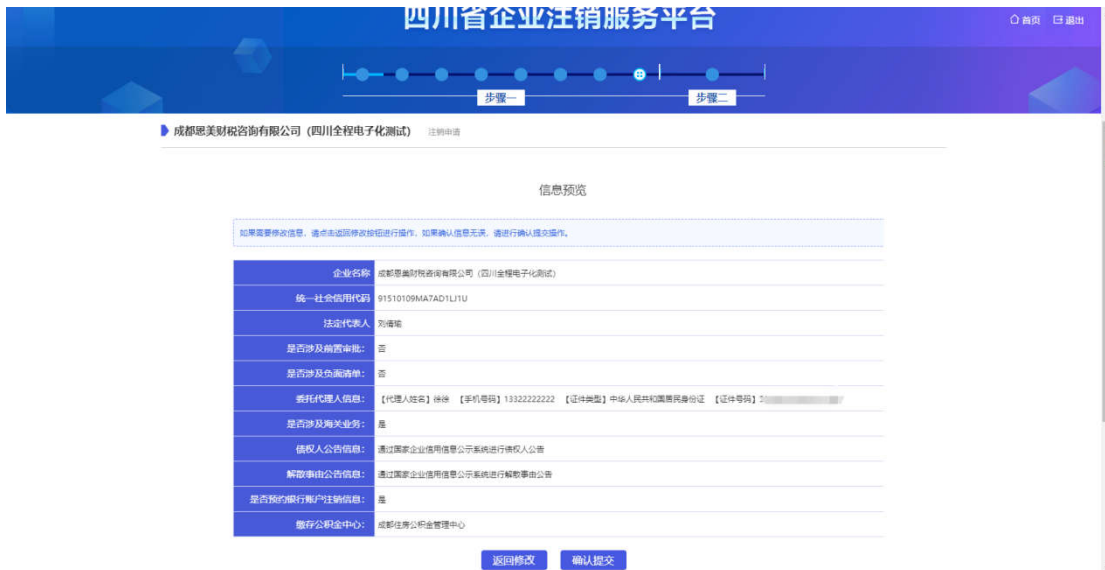 四川省企业注销服务平台
首页 退出
步骤一 步骤二
成都恩美财税咨询有限公司（四川全程电子化测试） 注销申请
信息预览
如果需要修改信息，请点击返回修改按钮进行操作，如果确认信息无误，请进行确认提交操作。
企业名称 成都恩美财税咨询有限公司（四川全程电子化测试）
统一社会信用代码 91510109MA7AD1LJ1U
法定代表人 刘倩瑜
是否涉及前置审批： 否
是否涉及负面清单： 否
委托代理人信息： 【代理人姓名】徐徐 【手机号码】13322222222 【证件类型】中华人民共和国居民身份证 【证件号码】
是否涉及海关业务： 是
债权人公告信息： 通过国家企业信用信息公示系统进行债权人公告
解散事由公告信息： 通过国家企业信用信息公示系统进行解散事由公告
是否预约银行账户注销信息： 是
缴存公积金中心： 成都住房公积金管理中心
返回修改 确认提交